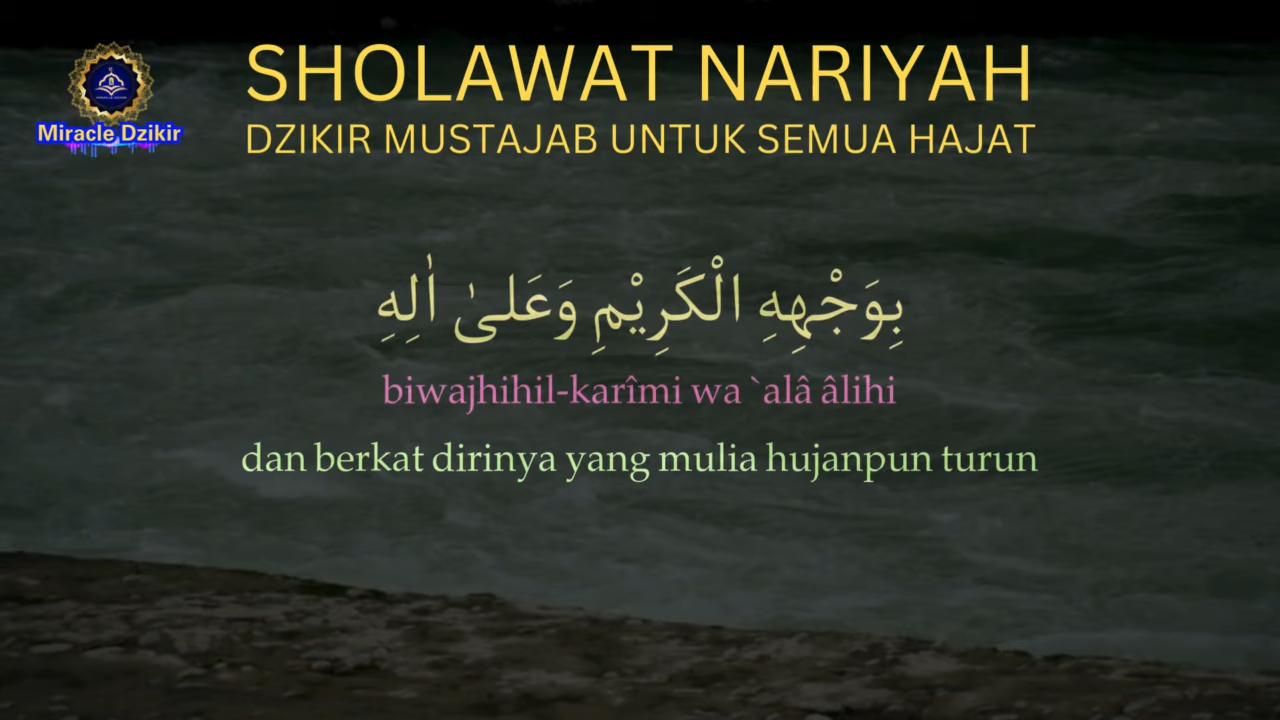 SHOLAWAT NARIYAH
DZIKIR MUSTAJAB UNTUK SEMUA HAJAT
Miracle Dzikir
بِوَجْهِهِ الْكَرِيْمِ وَعَلىٰ اٰلِهِ
biwajhihil-karîmi wa `alâ âlihi
dan berkat dirinya yang mulia hujanpun turun